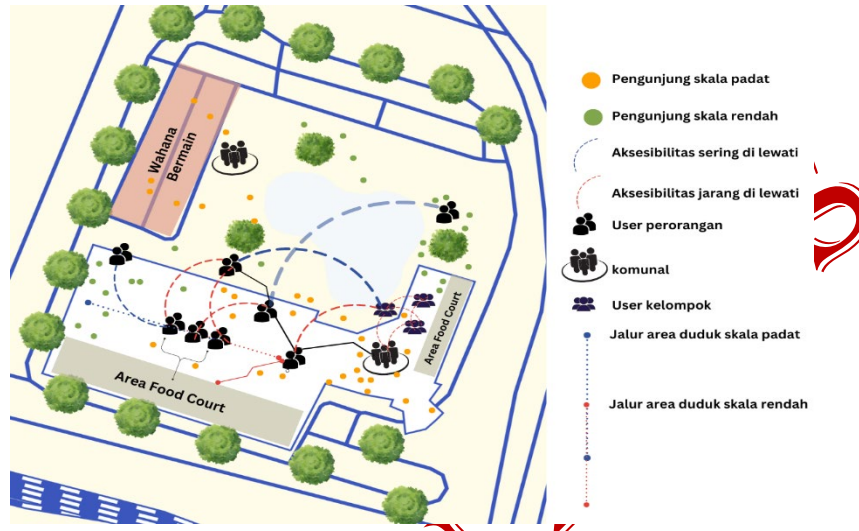 Wahana
Bermain
Area Food Court
Area Food Court
Pengunjung skala padat
Pengunjung skala rendah
Aksesibilitas sering di lewati
Aksesibilitas jarang di lewati
User perorangan
komunal
User kelompok
Jalur area duduk skala padat
Jalur area duduk skala rendah